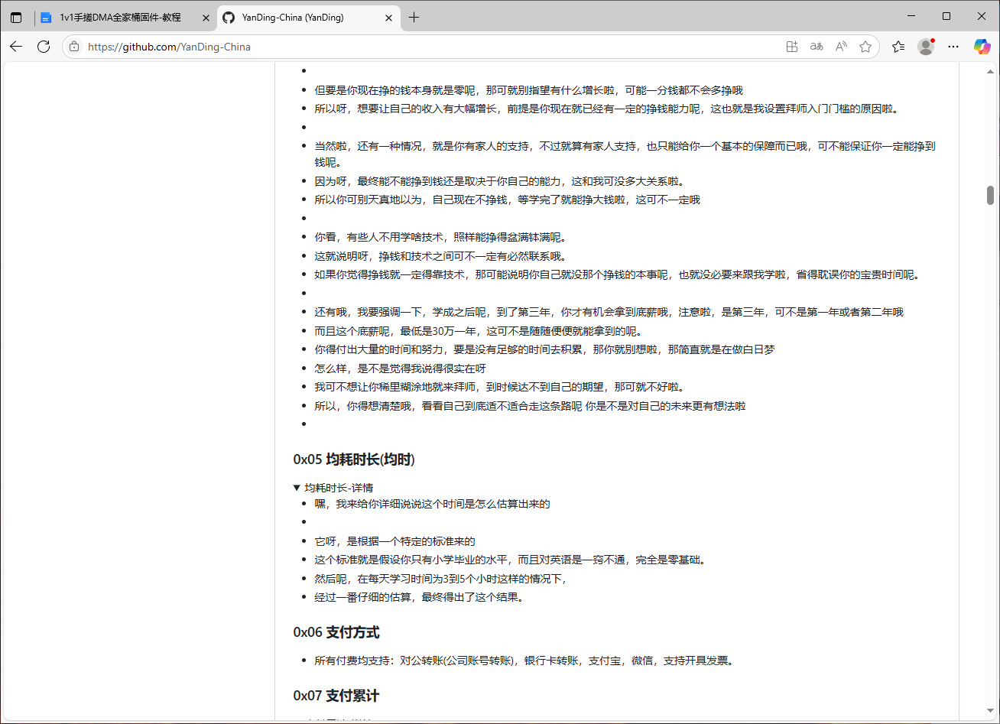 1v1手搓DMA全家桶固件-教程
YanDing-China (YanDing)
https://github.com/YanDing-China
但要是你现在挣的钱本身就是零呢，那可就别指望有什么增长啦，可能一分钱都不会多挣哦
所以呀，想要让自己的收入有大幅增长，前提是你现在就已经有一定的挣钱能力呢，这也就是我设置拜师入门门槛的原因啦。
当然啦，还有一种情况，就是你有家人的支持，不过就算有家人支持，也只能给你一个基本的保障而已哦，可不能保证你一定能挣到
钱呢。
因为呀，最终能不能挣到钱还是取决于你自己的能力，这和我可没多大关系啦。
所以你可别天真地以为，自己现在不挣钱，等学完了就能挣大钱啦，这可不一定哦
你看，有些人不用学啥技术，照样能挣得盆满钵满呢。
这就说明呀，挣钱和技术之间可不一定有必然联系哦。
如果你觉得挣钱就一定得靠技术，那可能说明你自己就没那个挣钱的本事呢，也就没必要来跟我学啦，省得耽误你的宝贵时间呢。
还有哦，我要强调一下，学成之后呢，到了第三年，你才有机会拿到底薪哦，注意啦，是第三年，可不是第一年或者第二年哦
而且这个底薪呢，最低是30万一年，这可不是随随便便就能拿到的呢。
你得付出大量的时间和努力，要是没有足够的时间去积累，那你就别想啦，那简直就是在做白日梦
怎么样，是不是觉得我说得很实在呀
我可不想让你稀里糊涂地就来拜师，到时候达不到自己的期望，那可就不好啦。
所以，你得想清楚哦，看看自己到底适不适合走这条路呢 你是不是对自己的未来更有想法啦
0x05 均耗时长(均时)
均耗时长-详情
嘿，我来给你详细说说这个时间是怎么估算出来的
它呀，是根据一个特定的标准来的
这个标准就是假设你只有小学毕业的水平，而且对英语是一窍不通，完全是零基础。
然后呢，在每天学习时间为3到5个小时这样的情况下，
经过一番仔细的估算，最终得出了这个结果。
0x06 支付方式
所有付费均支持：对公转账(公司账号转账)，银行卡转账，支付宝，微信，支持开具发票。
0x07 支付累计